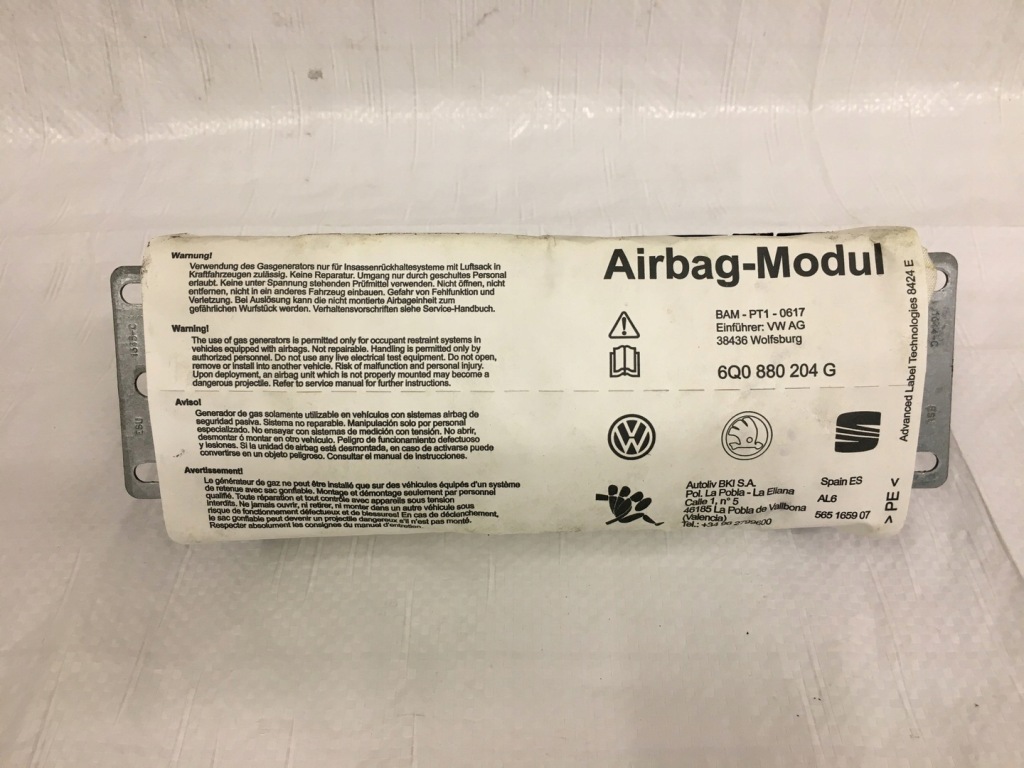 Warnung!
Verwendung des Gasgenerators nur für Insassenrückhaltesysteme mit Luftsack in
Kraftfahrzeugen zulässig. Keine Reparatur. Umgang nur durch geschultes Personal
erlaubt. Keine unter Spannung stehenden Prüfmittel verwenden. Nicht öffnen, nicht
entfernen, nicht in ein anderes Fahrzeug einbauen. Gefahr von Fehlfunktion und
Verletzung. Bei Auslösung kann die nicht montierte Airbageinheit zum
gefährlichen Wurfstück werden. Verhaltensvorschriften siehe Service-Handbuch.
Warning!
The use of gas generators is permitted only for occupant restraint systems in
vehicles equipped with airbags. Not repairable. Handling is permitted only by
authorized personnel. Do not use any live electrical test equipment. Do not open,
remove or install into another vehicle. Risk of malfunction and personal injury.
Upon deployment, an airbag unit which is not properly mounted may become a
dangerous projectile. Refer to service manual for further instructions.
Aviso!
Generador de gas solamente utilizable en vehículos con sistemas airbag de
seguridad pasiva. Sistema no reparable. Manipulación solo por personal
especializado. No ensayar con sistemas de medición con tensión. No abrir,
desmontar ó montar en otro vehículo. Peligro de funcionamiento defectuoso
y lesiones. Si la unidad de airbag está desmontada, en caso de activarse puede
convertirse en un objeto peligroso. Consultar el manual de instrucciones.
Avertissement!
Le générateur de gaz ne peut être installé que sur des véhicules équipés d'un système
de retenue avec sac gonflable. Montage et démontage seulement par personnel
qualifié. Toute réparation et tout contrôle avec appareils sous tension
interdits. Ne jamais ouvrir, ni retirer, ni monter dans un autre véhicule sous
risque de fonctionnement défectueux et de blessures! En cas de déclenchement,
le sac gonflable peut devenir un projectile dangereux s'il n'est pas monté.
Respecter absolument les consignes du manuel d'entretien.
Airbag-Modul
BAM - PT1 - 0617
Einführer: VW AG
38436 Wolfsburg
6Q0 880 204 G
Autoliv BKI S.A.
Pol. La Pobla - La Eliana
Calle 1, n° 5
46185 La Pobla de Vallbona
(Valencia)
Tel.: +34 96 2799600
Spain ES
AL6
565 1659 07
> PE <
Advanced Label Technologies 8424 E